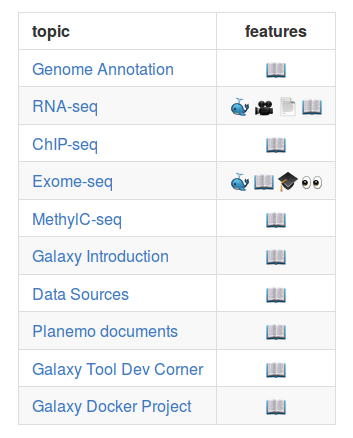 topic features
Genome Annotation 📖
RNA-seq 🐳 🎥 📄 📖
ChIP-seq 📖
Exome-seq 🐳 📖 🎓 👀
MethylC-seq 📖
Galaxy Introduction 📖
Data Sources 📖
Planemo documents 📖
Galaxy Tool Dev Corner 📖
Galaxy Docker Project 📖